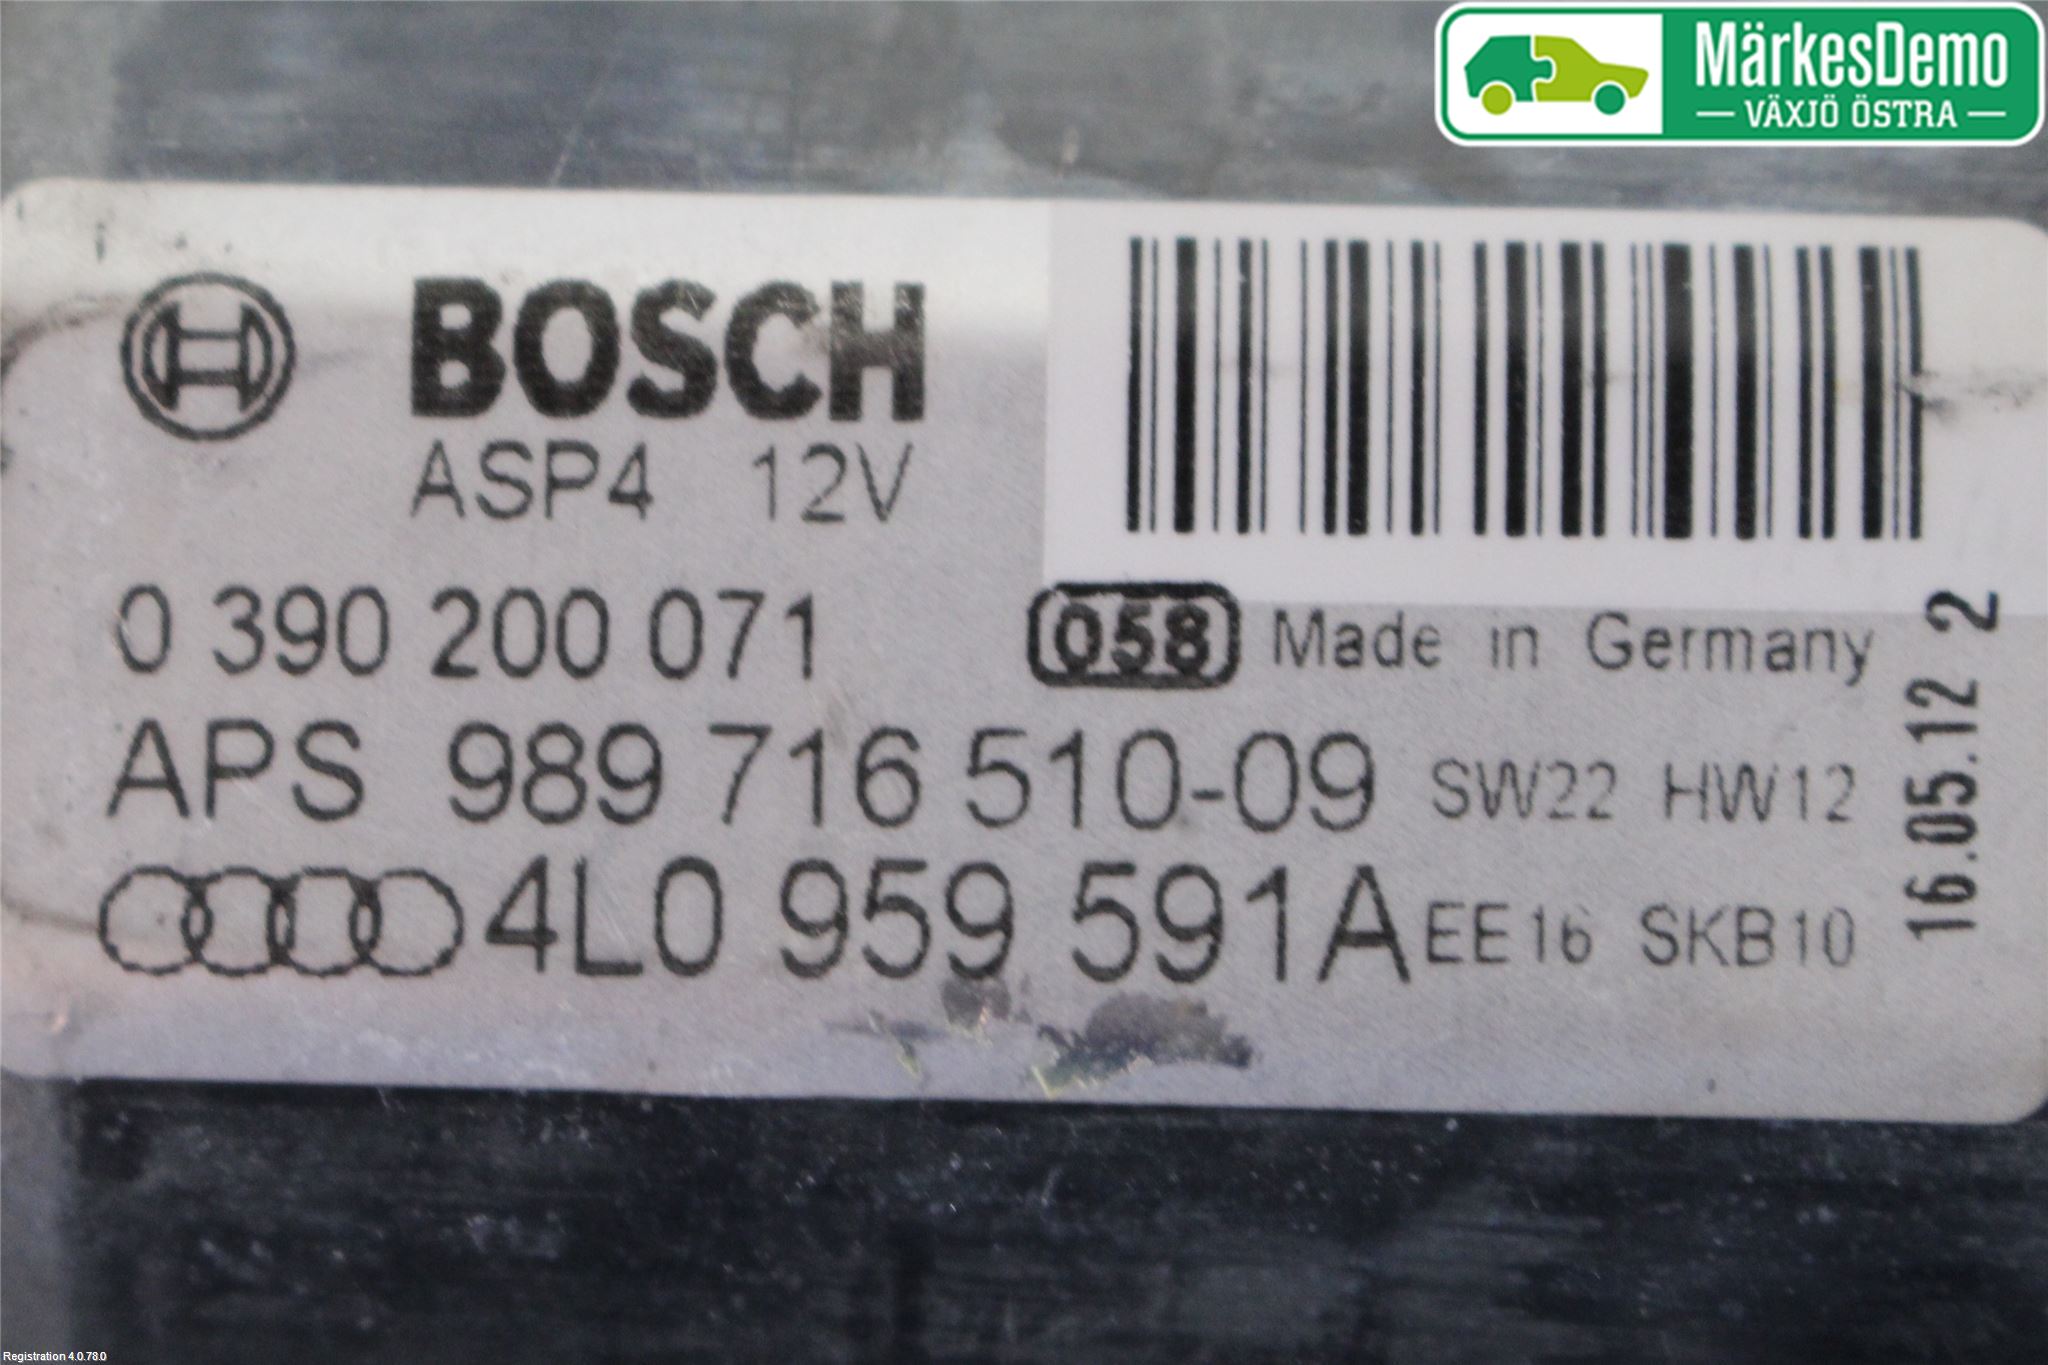 MärkesDemo
VÄXJÖ ÖSTRA
BOSCH
ASP4 12V
0 390 200 071
058 Made in Germany
APS 989 716 510-09 SW22 HW12
4L0 959 591A EE16 SKB10
16.05.12 2
Registration 4.0.78.0